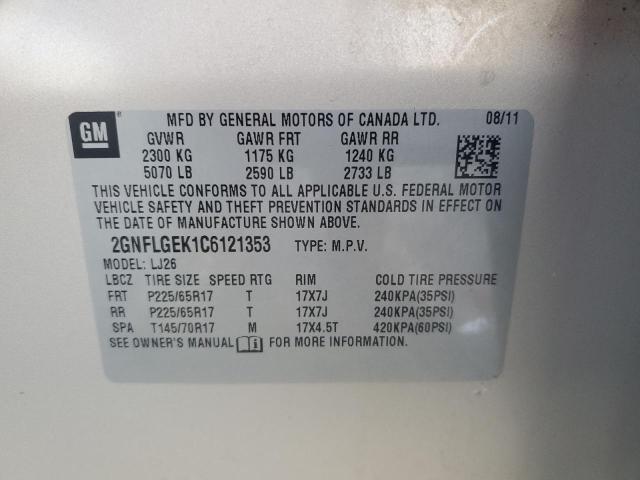 GM
MFD BY GENERAL MOTORS OF CANADA LTD. 08/11
GVWR GAWR FRT GAWR RR
2300 KG 1175 KG 1240 KG
5070 LB 2590 LB 2733 LB
THIS VEHICLE CONFORMS TO ALL APPLICABLE U.S. FEDERAL MOTOR
VEHICLE SAFETY AND THEFT PREVENTION STANDARDS IN EFFECT ON
THE DATE OF MANUFACTURE SHOWN ABOVE.
2GNFLGEK1C6121353 TYPE: M.P.V.
MODEL: LJ26
LBCZ TIRE SIZE SPEED RTG RIM COLD TIRE PRESSURE
FRT P225/65R17 T 17X7J 240KPA(35PSI)
RR P225/65R17 T 17X7J 240KPA(35PSI)
SPA T145/70R17 M 17X4.5T 420KPA(60PSI)
SEE OWNER'S MANUAL FOR MORE INFORMATION.